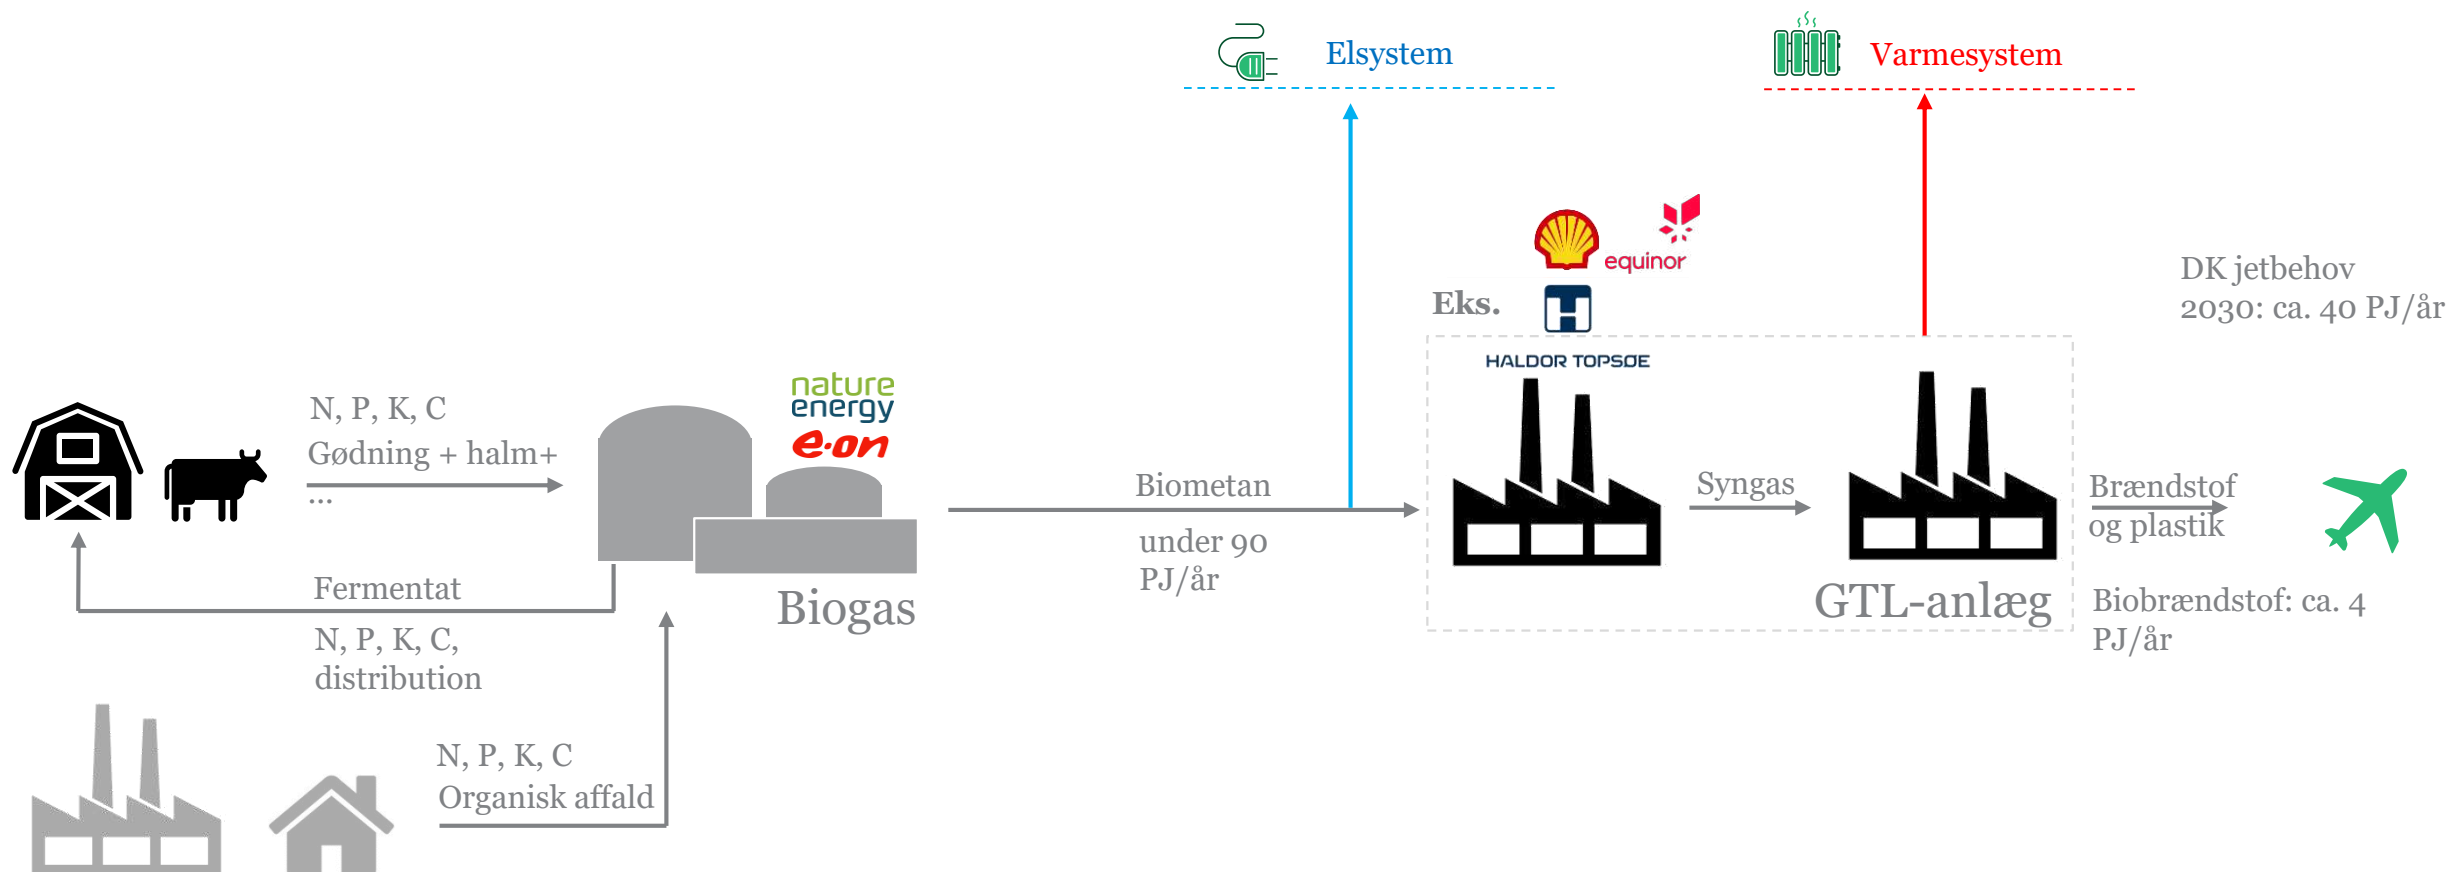 Elsystem
Varmesystem
equinor
Eks.
HALDOR TOPSØE
DK jetbehov
2030: ca. 40 PJ/år
nature
energy
e·on
N, P, K, C
Gødning + halm+
...
Biometan
under 90
PJ/år
Syngas
Brændstof
og plastik
Fermentat
N, P, K, C,
distribution
Biogas
GTL-anlæg
Biobrændstof: ca. 4
PJ/år
N, P, K, C
Organisk affald